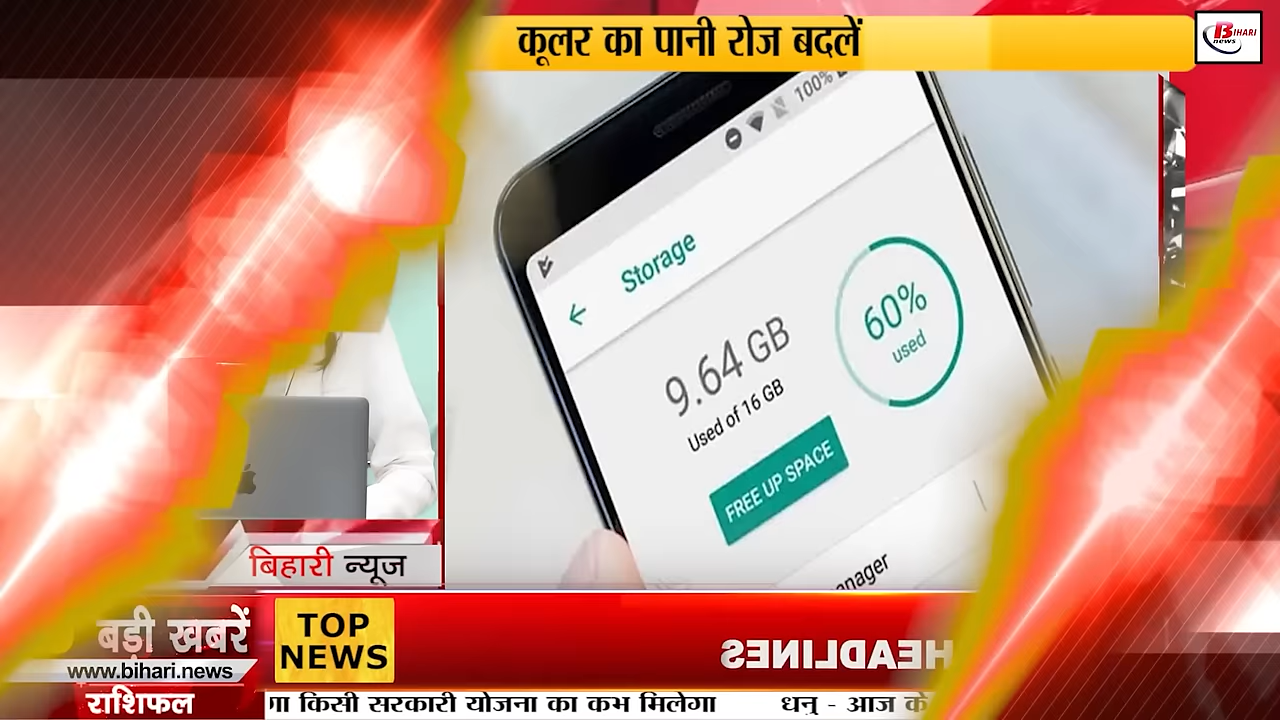 कूलर का पानी रोज बदलें
BIHARI
news
100%
Storage
9.64 GB
Used of 16 GB
60%
used
FREE UP SPACE
anager
बिहारी न्यूज
बड़ी खबरें
www.bihari.news
TOP
NEWS
HEADLINES
राशिफल
गा किसी सरकारी योजना का कभ मिलेगा
धनु - आज के